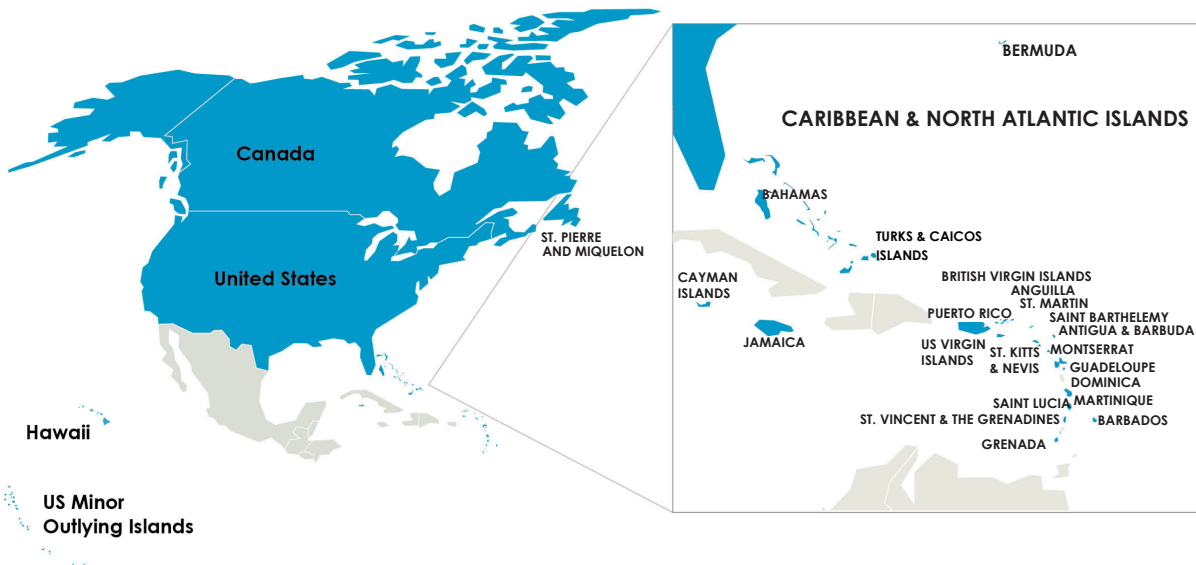 BERMUDA
CARIBBEAN & NORTH ATLANTIC ISLANDS
Canada
BAHAMAS
ST. PIERRE
AND MIQUELON
TURKS & CAICOS
ISLANDS
United States
CAYMAN
ISLANDS
BRITISH VIRGIN ISLANDS
ANGUILLA
ST. MARTIN
PUERTO RICO
SAINT BARTHELEMY
ANTIGUA & BARBUDA
JAMAICA
US VIRGIN
ISLANDS
ST. KITTS
& NEVIS
MONTSERRAT
GUADELOUPE
DOMINICA
SAINT LUCIA
MARTINIQUE
ST. VINCENT & THE GRENADINES
BARBADOS
GRENADA
Hawaii
US Minor
Outlying Islands